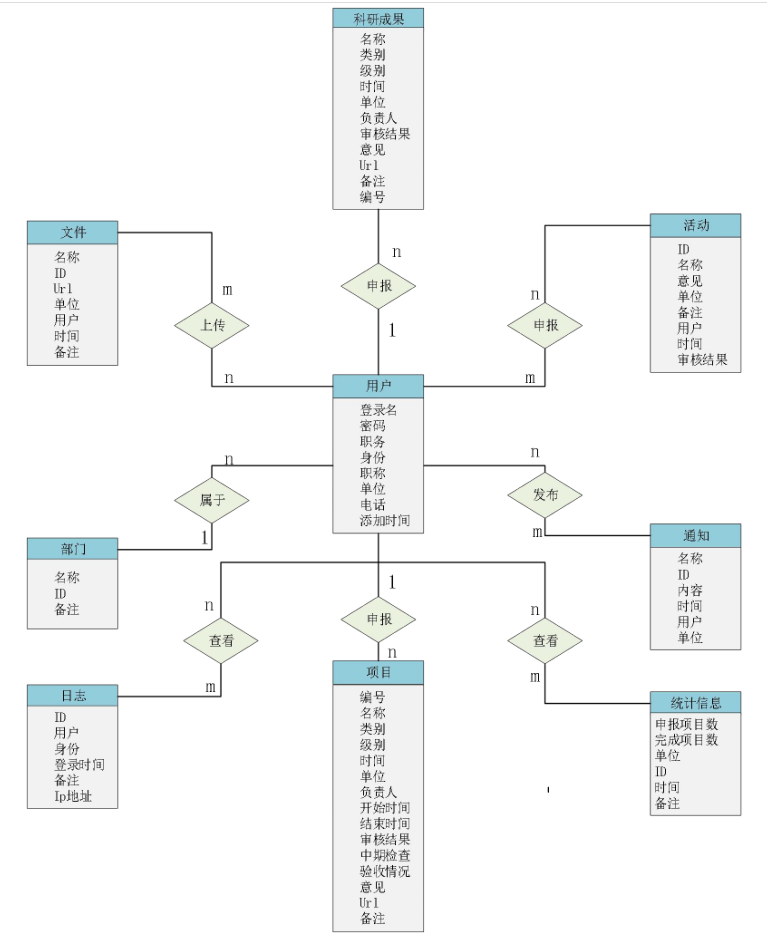 科研成果
名称
类别
级别
时间
单位
负责人
审核结果
意见
Url
备注
编号
n
申报
1
文件
名称
ID
Url
单位
用户
时间
备注
m
上传
n
活动
ID
名称
意见
单位
备注
用户
时间
审核结果
n
申报
m
用户
登录名
密码
职务
身份
职称
单位
电话
添加时间
n
属于
1
部门
名称
ID
备注
n
发布
m
通知
名称
ID
内容
时间
用户
单位
n
查看
m
日志
ID
用户
身份
登录时间
备注
Ip地址
1
申报
n
项目
编号
名称
类别
级别
时间
单位
负责人
开始时间
结束时间
审核结果
中期检查
验收情况
意见
Url
备注
n
查看
m
统计信息
申报项目数
完成项目数
单位
ID
时间
备注